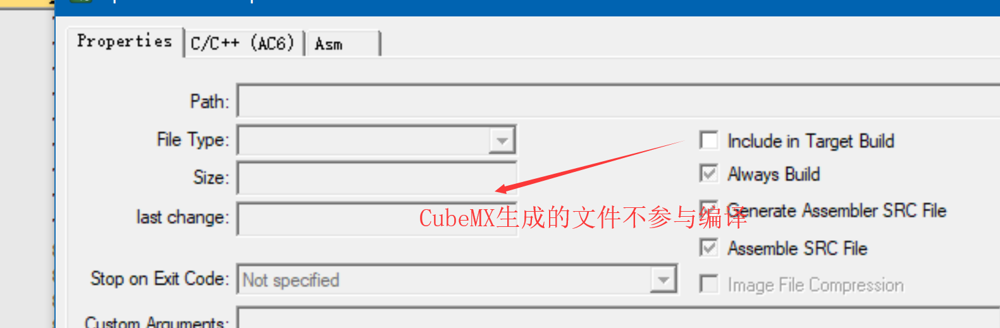 Properties C/C++ (AC6) Asm
Path:
File Type:
Include in Target Build
Size:
Always Build
last change:
CubeMX生成的文件不参与编译
Generate Assembler SRC File
Assemble SRC File
Stop on Exit Code: Not specified
Image File Compression
Custom Arguments: